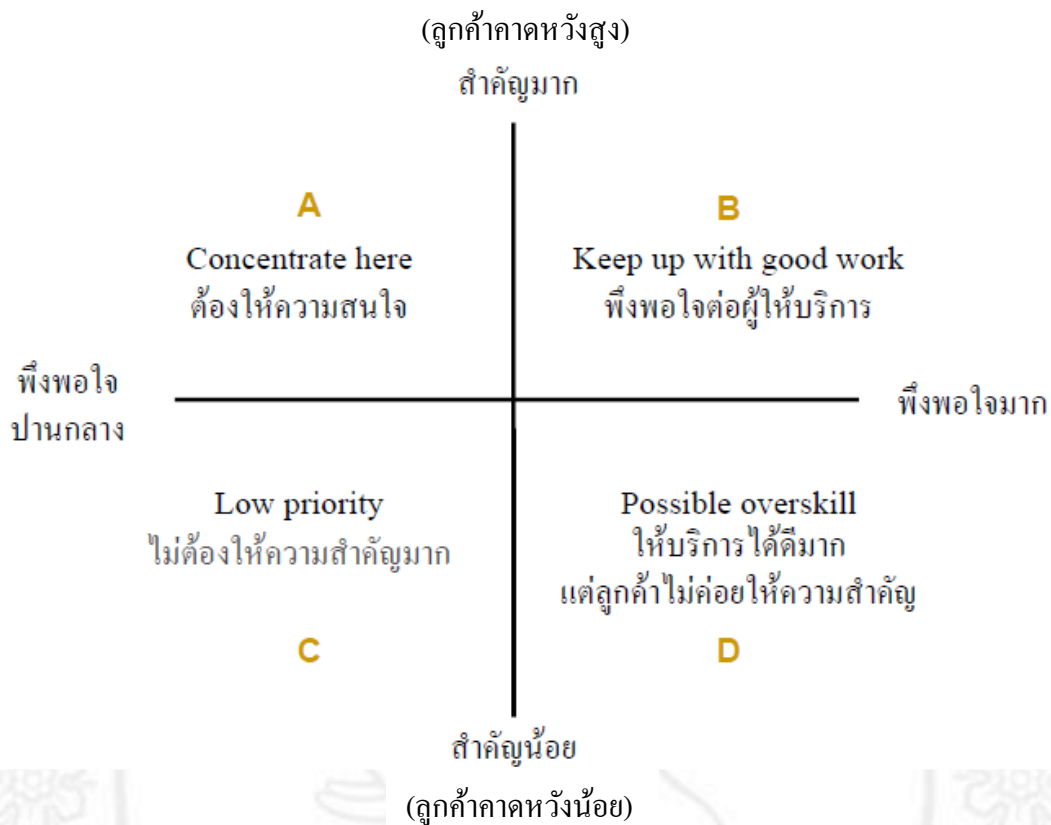 (ลูกค้าคาดหวังสูง)
สำคัญมาก
A
Concentrate here
ต้องให้ความสนใจ
B
Keep up with good work
พึงพอใจต่อผู้ให้บริการ
พึงพอใจ
ปานกลาง
พึงพอใจมาก
Low priority
ไม่ต้องให้ความสำคัญมาก
C
Possible overskill
ให้บริการได้ดีมาก
แต่ลูกค้าไม่ค่อยให้ความสำคัญ
D
สำคัญน้อย
(ลูกค้าคาดหวังน้อย)